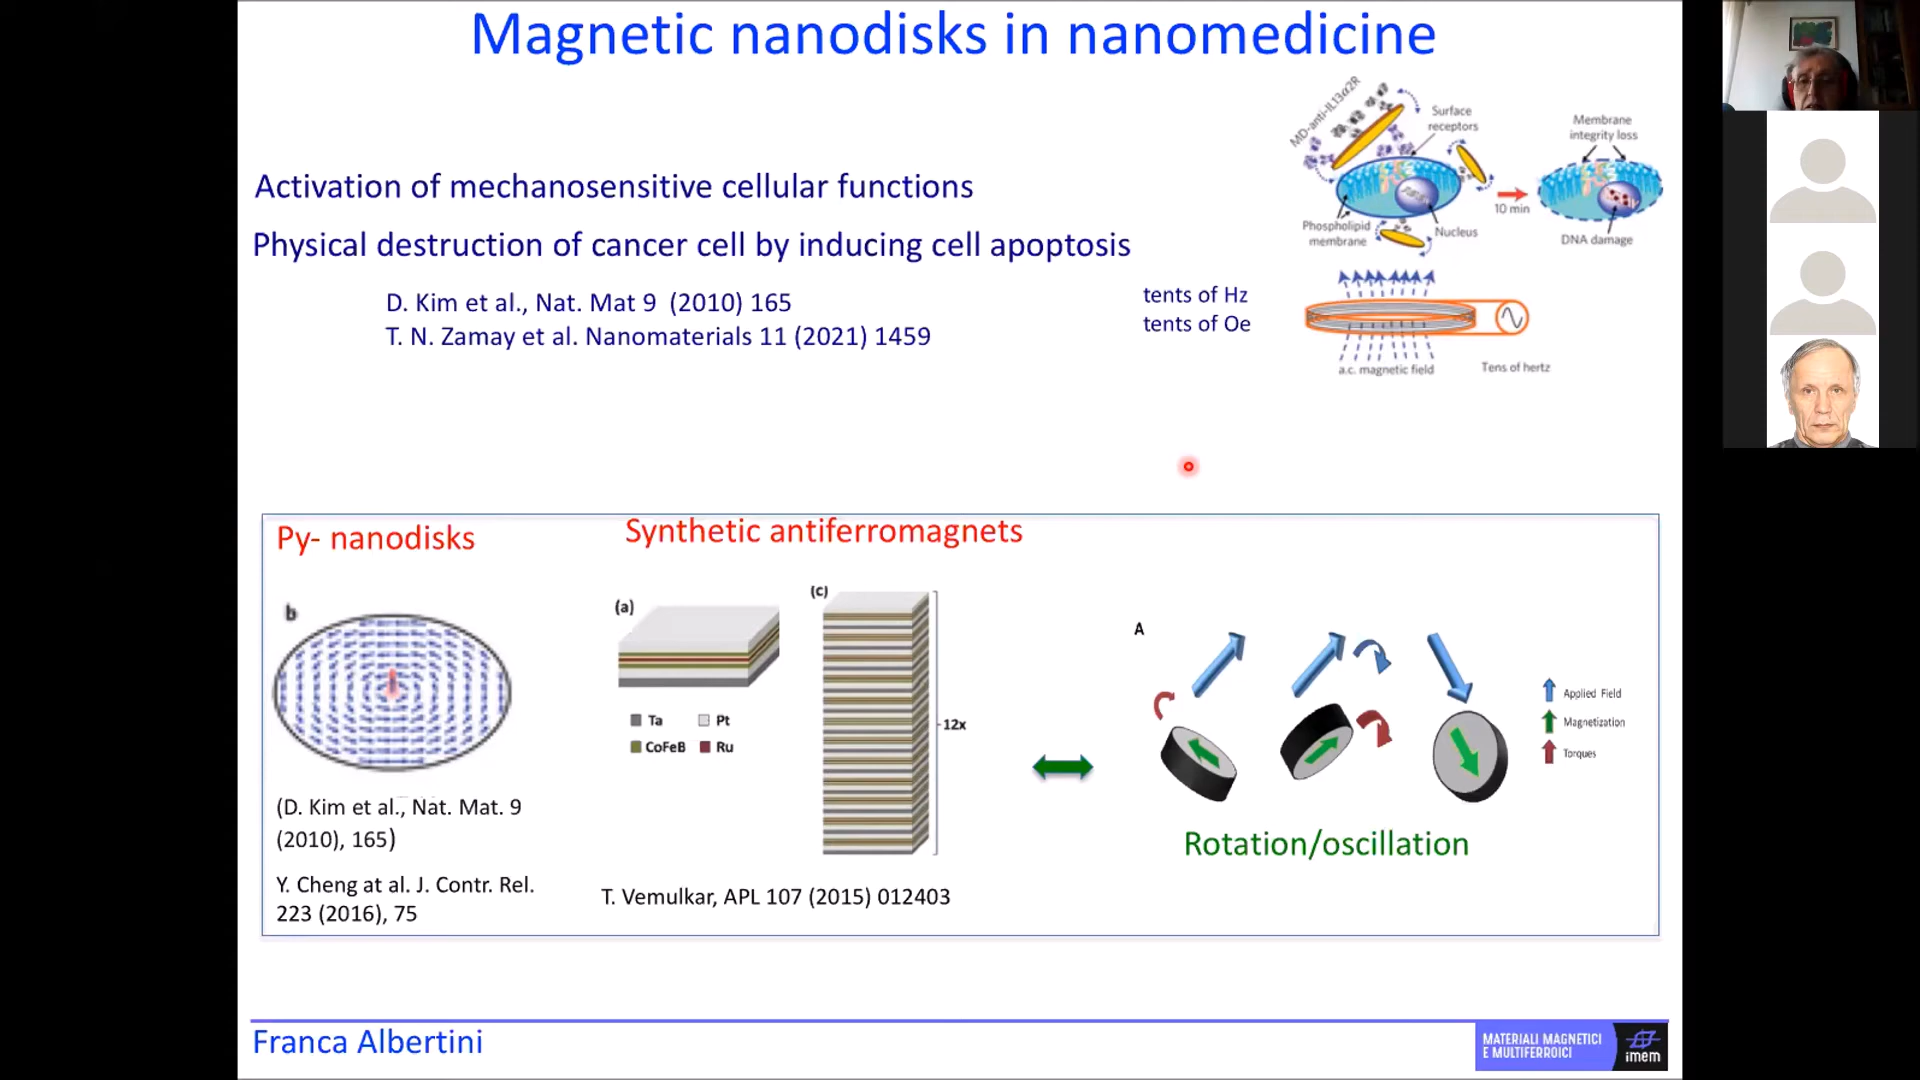 Magnetic nanodisks in nanomedicine
Activation of mechanosensitive cellular functions
Physical destruction of cancer cell by inducing cell apoptosis
D. Kim et al., Nat. Mat 9 (2010) 165
T. N. Zamay et al. Nanomaterials 11 (2021) 1459
tents of Hz
tents of Oe
MD-anti-IL13α2R
Surface
receptors
Membrane
integrity loss
10 min
Phospholipid
membrane
Nucleus
DNA damage
a.c. magnetic field
Tens of hertz
Py- nanodisks
b
(D. Kim et al., Nat. Mat. 9
(2010), 165)
Y. Cheng at al. J. Contr. Rel.
223 (2016), 75
Synthetic antiferromagnets
(a)
(c)
Ta
Pt
CoFeB
Ru
12x
T. Vemulkar, APL 107 (2015) 012403
A
Applied Field
Magnetization
Torques
Rotation/oscillation
Franca Albertini
MATERIALI MAGNETICI
E MULTIFERROICI
imem